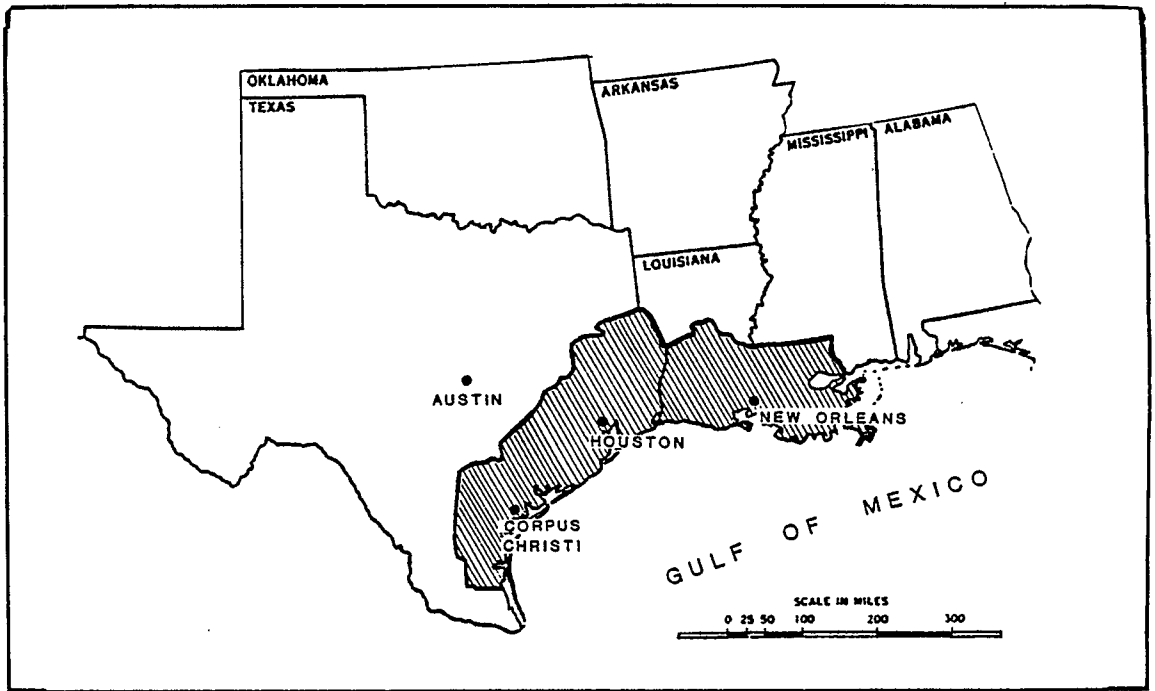 OKLAHOMA
TEXAS
ARKANSAS
MISSISSIPPI
ALABAMA
LOUISIANA
AUSTIN
NEW ORLEANS
HOUSTON
CORPUS
CHRISTI
GULF OF MEXICO
SCALE IN MILES
0 25 50 100 200 300